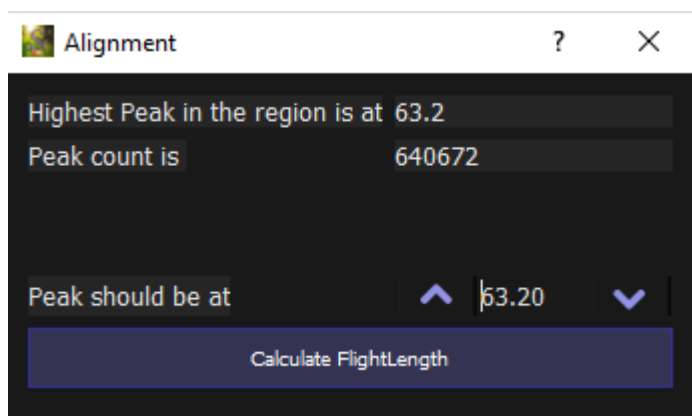 Alignment ?
Highest Peak in the region is at 63.2
Peak count is 640672
Peak should be at 63.20
Calculate FlightLength